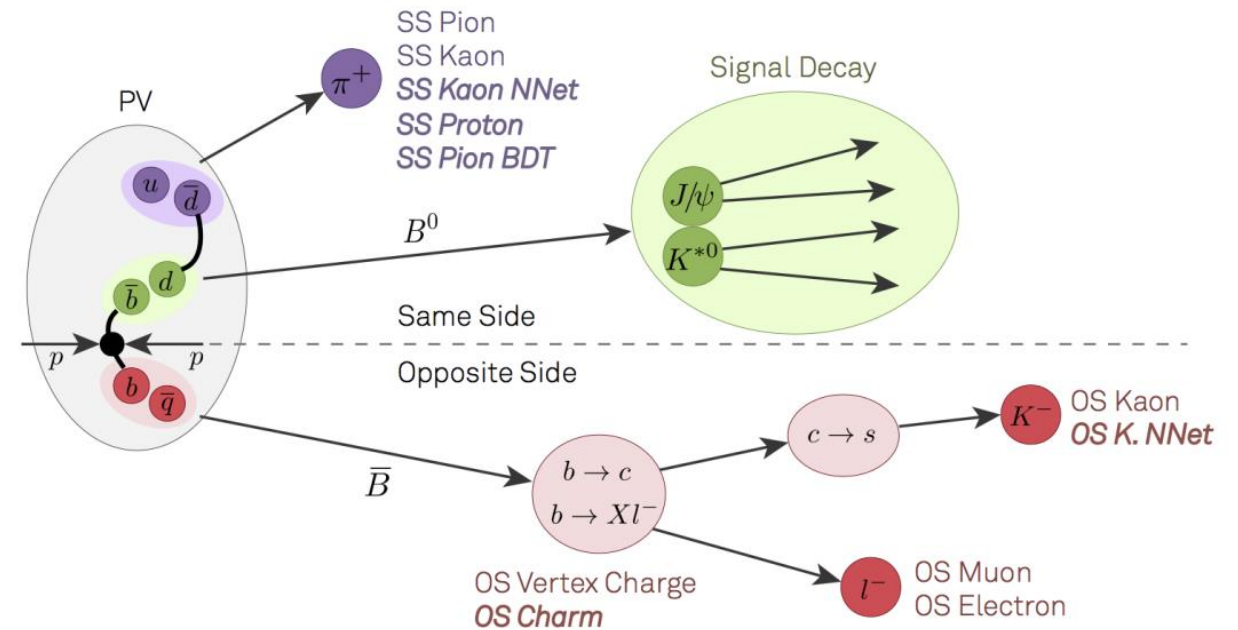 SS Pion
SS Kaon
SS Kaon NNet
SS Proton
SS Pion BDT
π⁺
PV
Signal Decay
u
d̅
J/ψ
B⁰
K*⁰
d
b̅
Same Side
p
p
Opposite Side
b
q̅
B̅
c → s
K⁻
OS Kaon
OS K. NNet
b → c
b → Xl⁻
OS Vertex Charge
OS Charm
l⁻
OS Muon
OS Electron